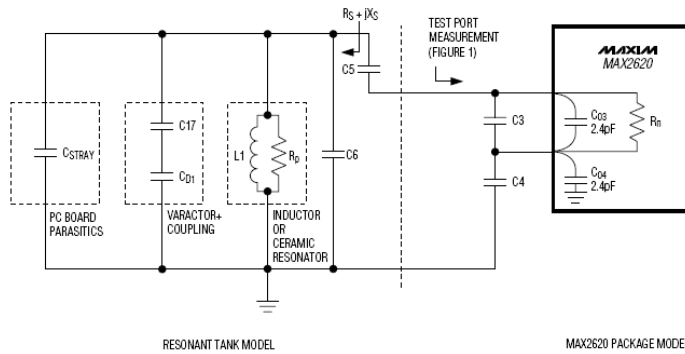 RS + jXS
TEST PORT
MEASUREMENT
(FIGURE 1)
MAXIM
MAX2620
C5
C17
C3
C03
2.4pF
Rn
CSTRAY
L1
Rp
C6
CD1
C4
C04
2.4pF
PC BOARD
PARASITICS
VARACTOR+
COUPLING
INDUCTOR
OR
CERAMIC
RESONATOR
RESONANT TANK MODEL
MAX2620 PACKAGE MODE